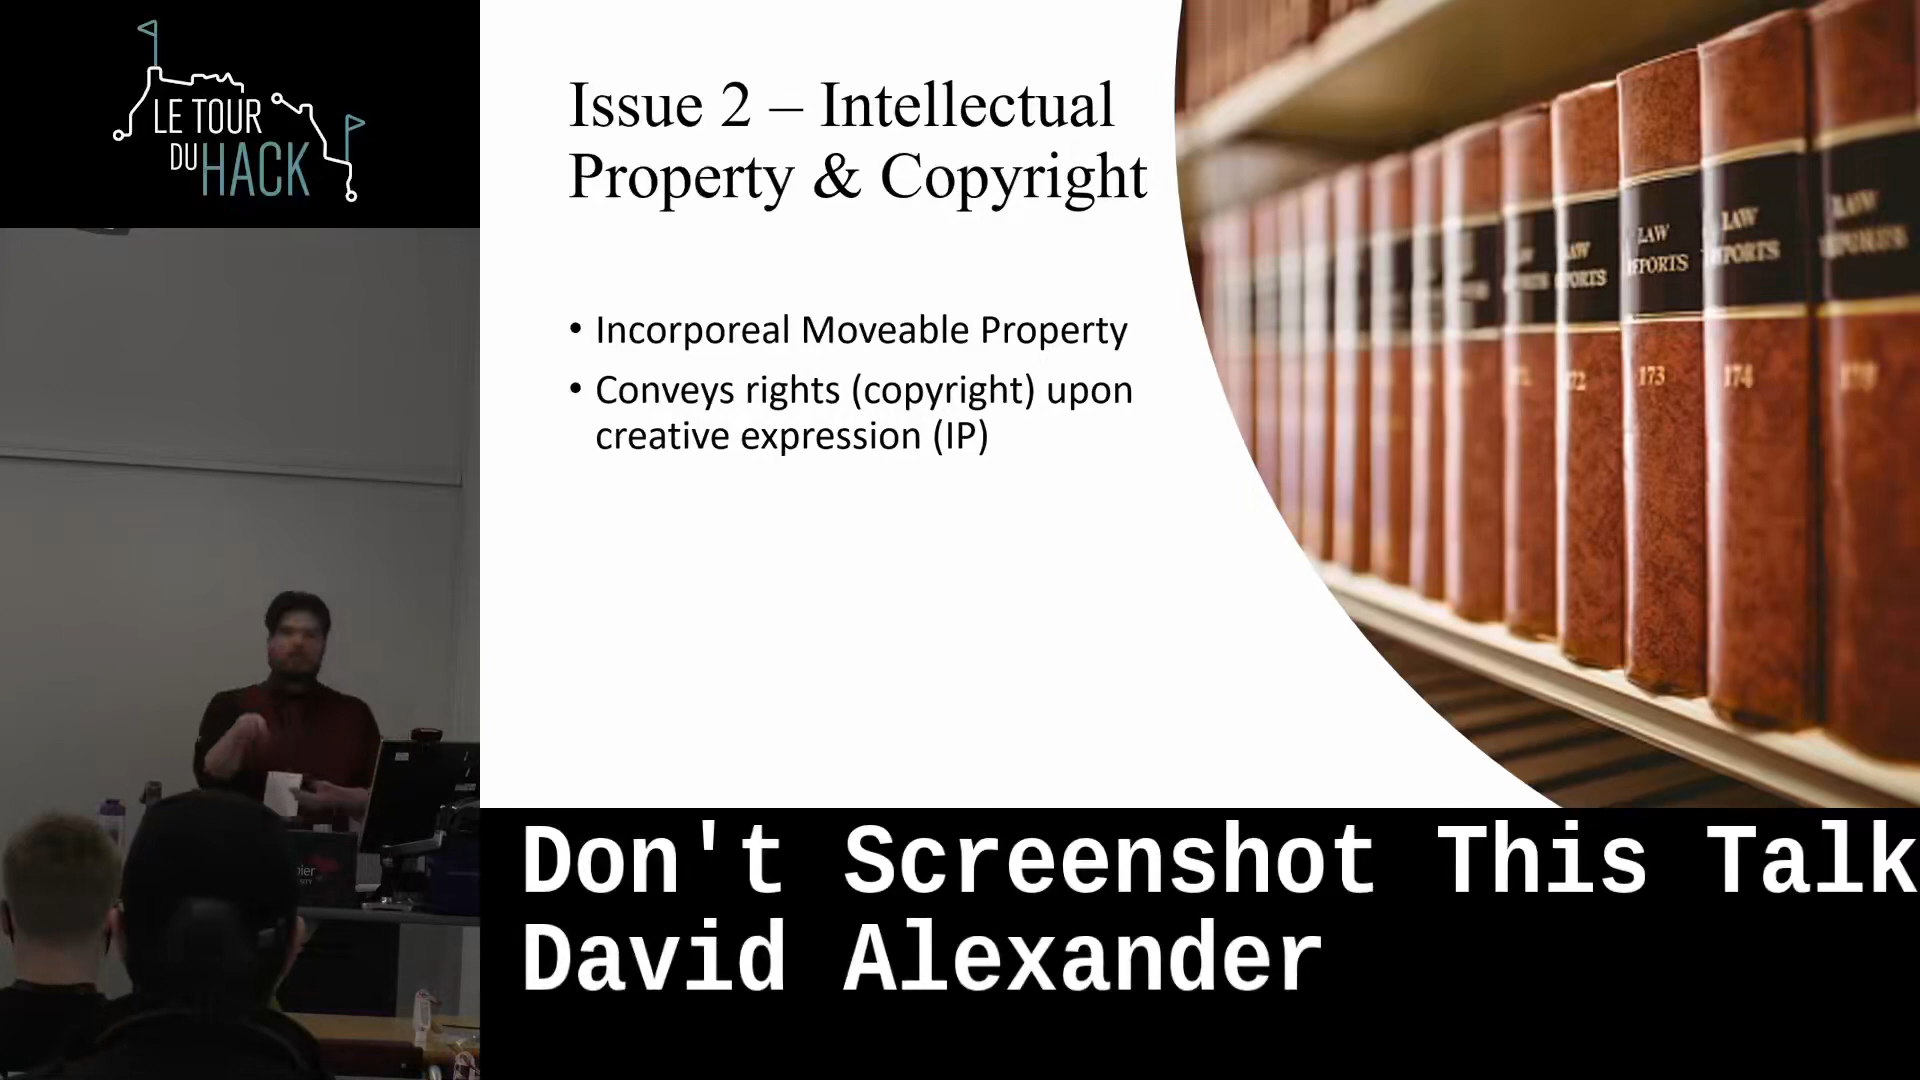 LE TOUR
DU HACK
Issue 2 – Intellectual
Property & Copyright
• Incorporeal Moveable Property
• Conveys rights (copyright) upon
creative expression (IP)
LAW
REPORTS
173
LAW
REPORTS
174
Don't Screenshot This Talk
David Alexander